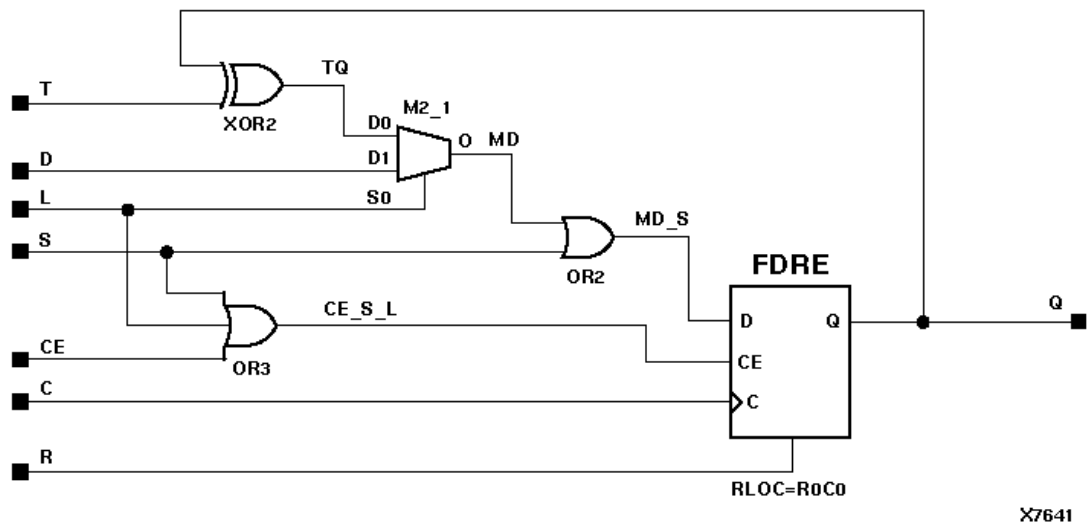 TQ
T
M2_1
XOR2
D0
O
MD
D
D1
L
S0
S
MD_S
OR2
FDRE
CE_S_L
Q
D
Q
CE
CE
OR3
C
C
R
RLOC=R0C0
X7641